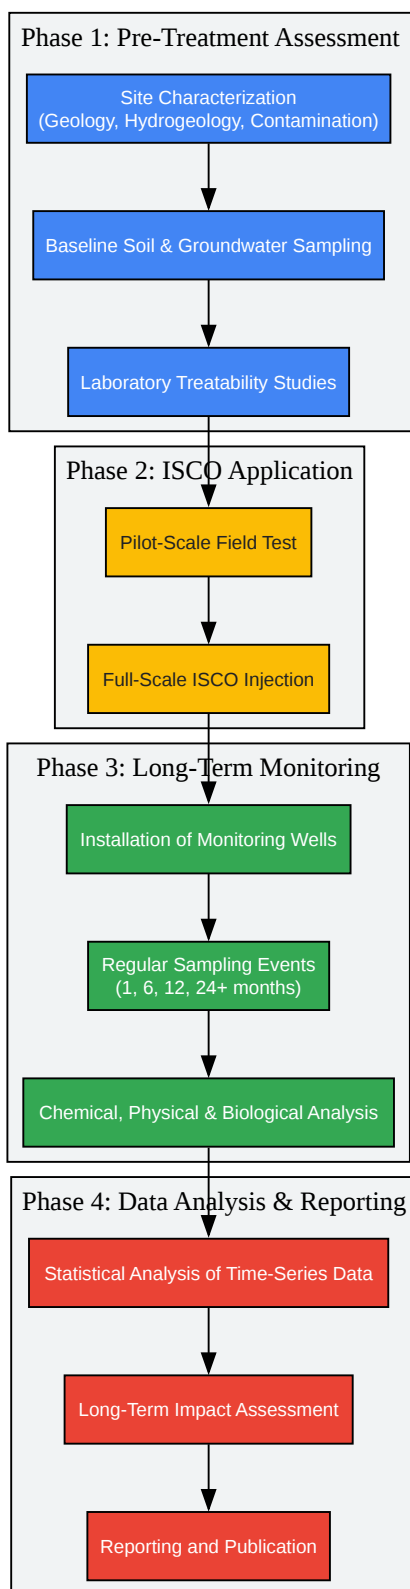 Phase 1: Pre-Treatment Assessment
Site Characterization
(Geology, Hydrogeology, Contamination)
Baseline Soil & Groundwater Sampling
Laboratory Treatability Studies
Phase 2: ISCO Application
Pilot-Scale Field Test
Full-Scale ISCO Injection
Phase 3: Long-Term Monitoring
Installation of Monitoring Wells
Regular Sampling Events
(1, 6, 12, 24+ months)
Chemical, Physical & Biological Analysis
Phase 4: Data Analysis & Reporting
Statistical Analysis of Time-Series Data
Long-Term Impact Assessment
Reporting and Publication